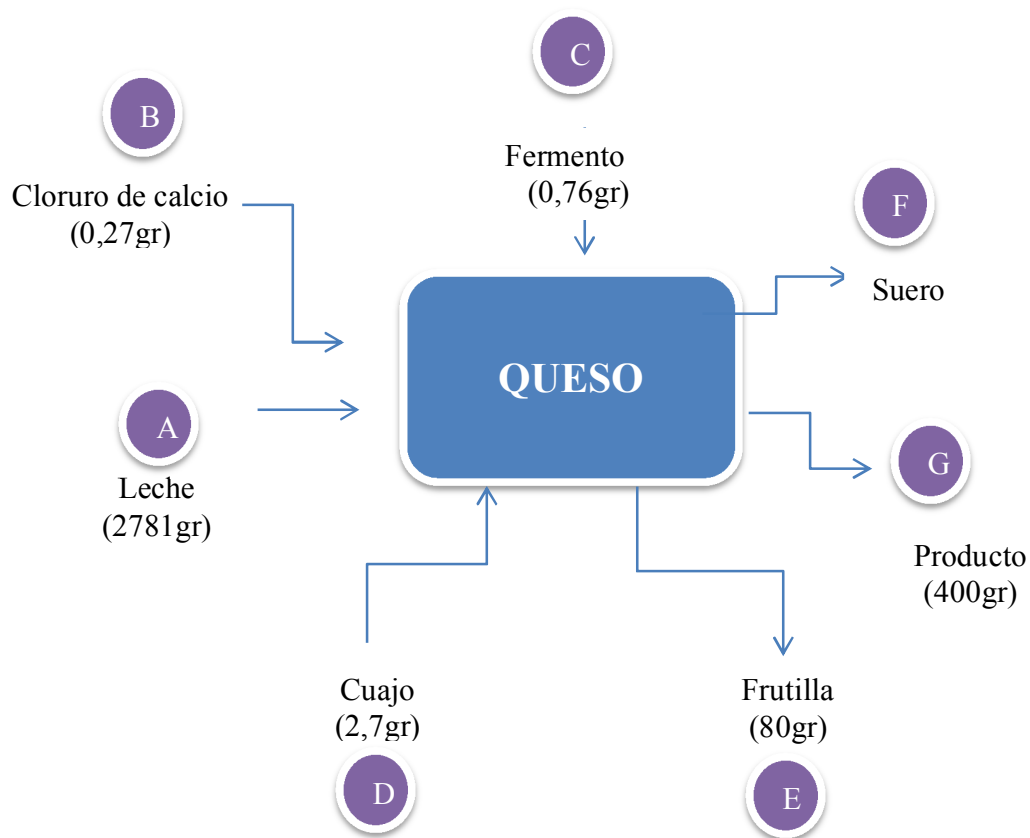 C
B
Fermento
(0,76gr)
Cloruro de calcio
(0,27gr)
F
Suero
QUESO
A
Leche
(2781gr)
G
Producto
(400gr)
Cuajo
(2,7gr)
D
Frutilla
(80gr)
E